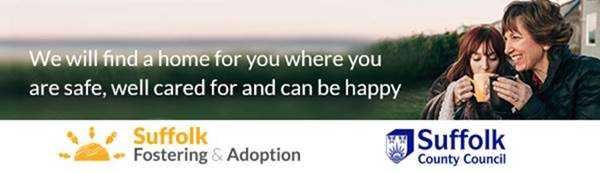 We will find a home for you where you
are safe, well cared for and can be happy
Suffolk
Fostering & Adoption
Suffolk
County Council